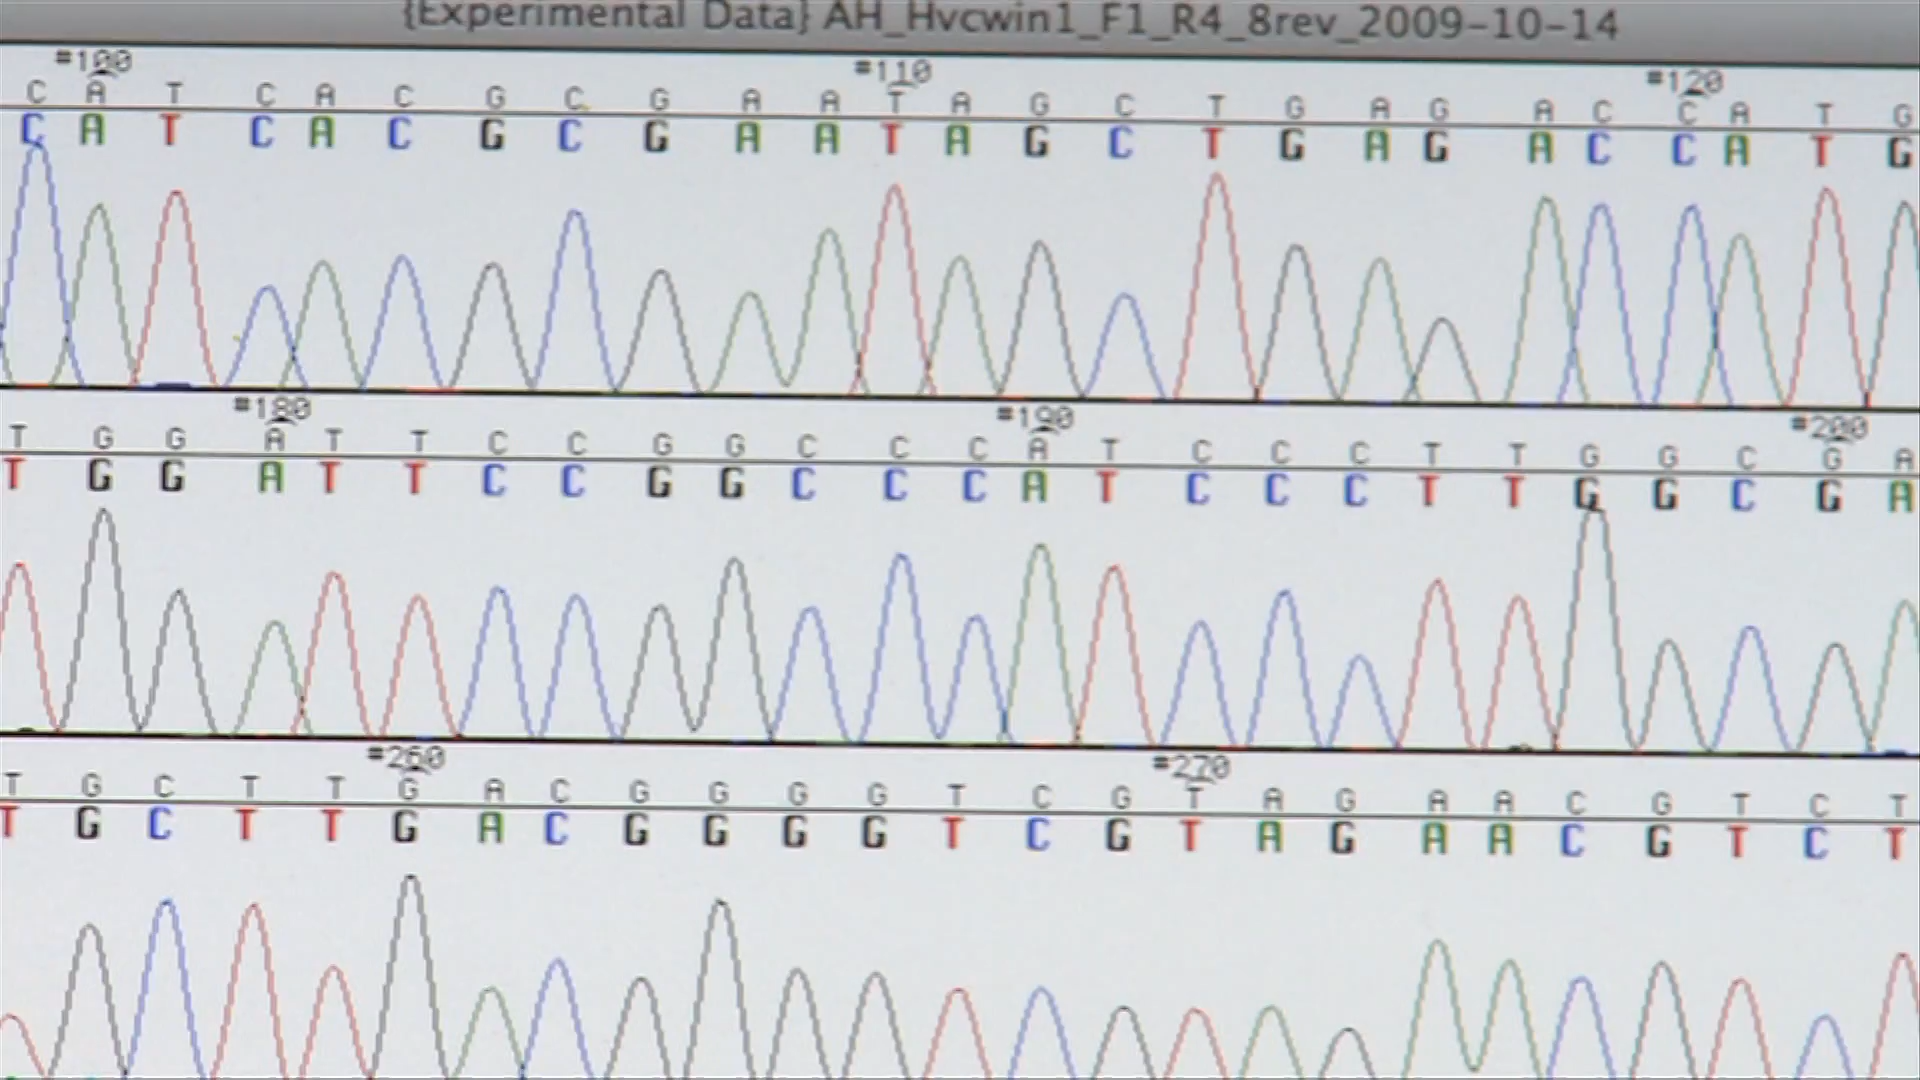 {Experimental Data} AH_Hvcwin1_F1_R4_8rev_2009-10-14
#100 #110 #120
C A T C A C G C G A A T A G C T G A G A C C A T G
C A T C A C G C G A A T A G C T G A G A C C A T G
#180 #190 #200
T G G A T T C C G G C C C A T C C C T T G G C G A
T G G A T T C C G G C C C A T C C C T T G G C G A
#260 #270
T G C T T G A C G G G G T C G T A G A A C G T C T
T G C T T G A C G G G G T C G T A G A A C G T C T